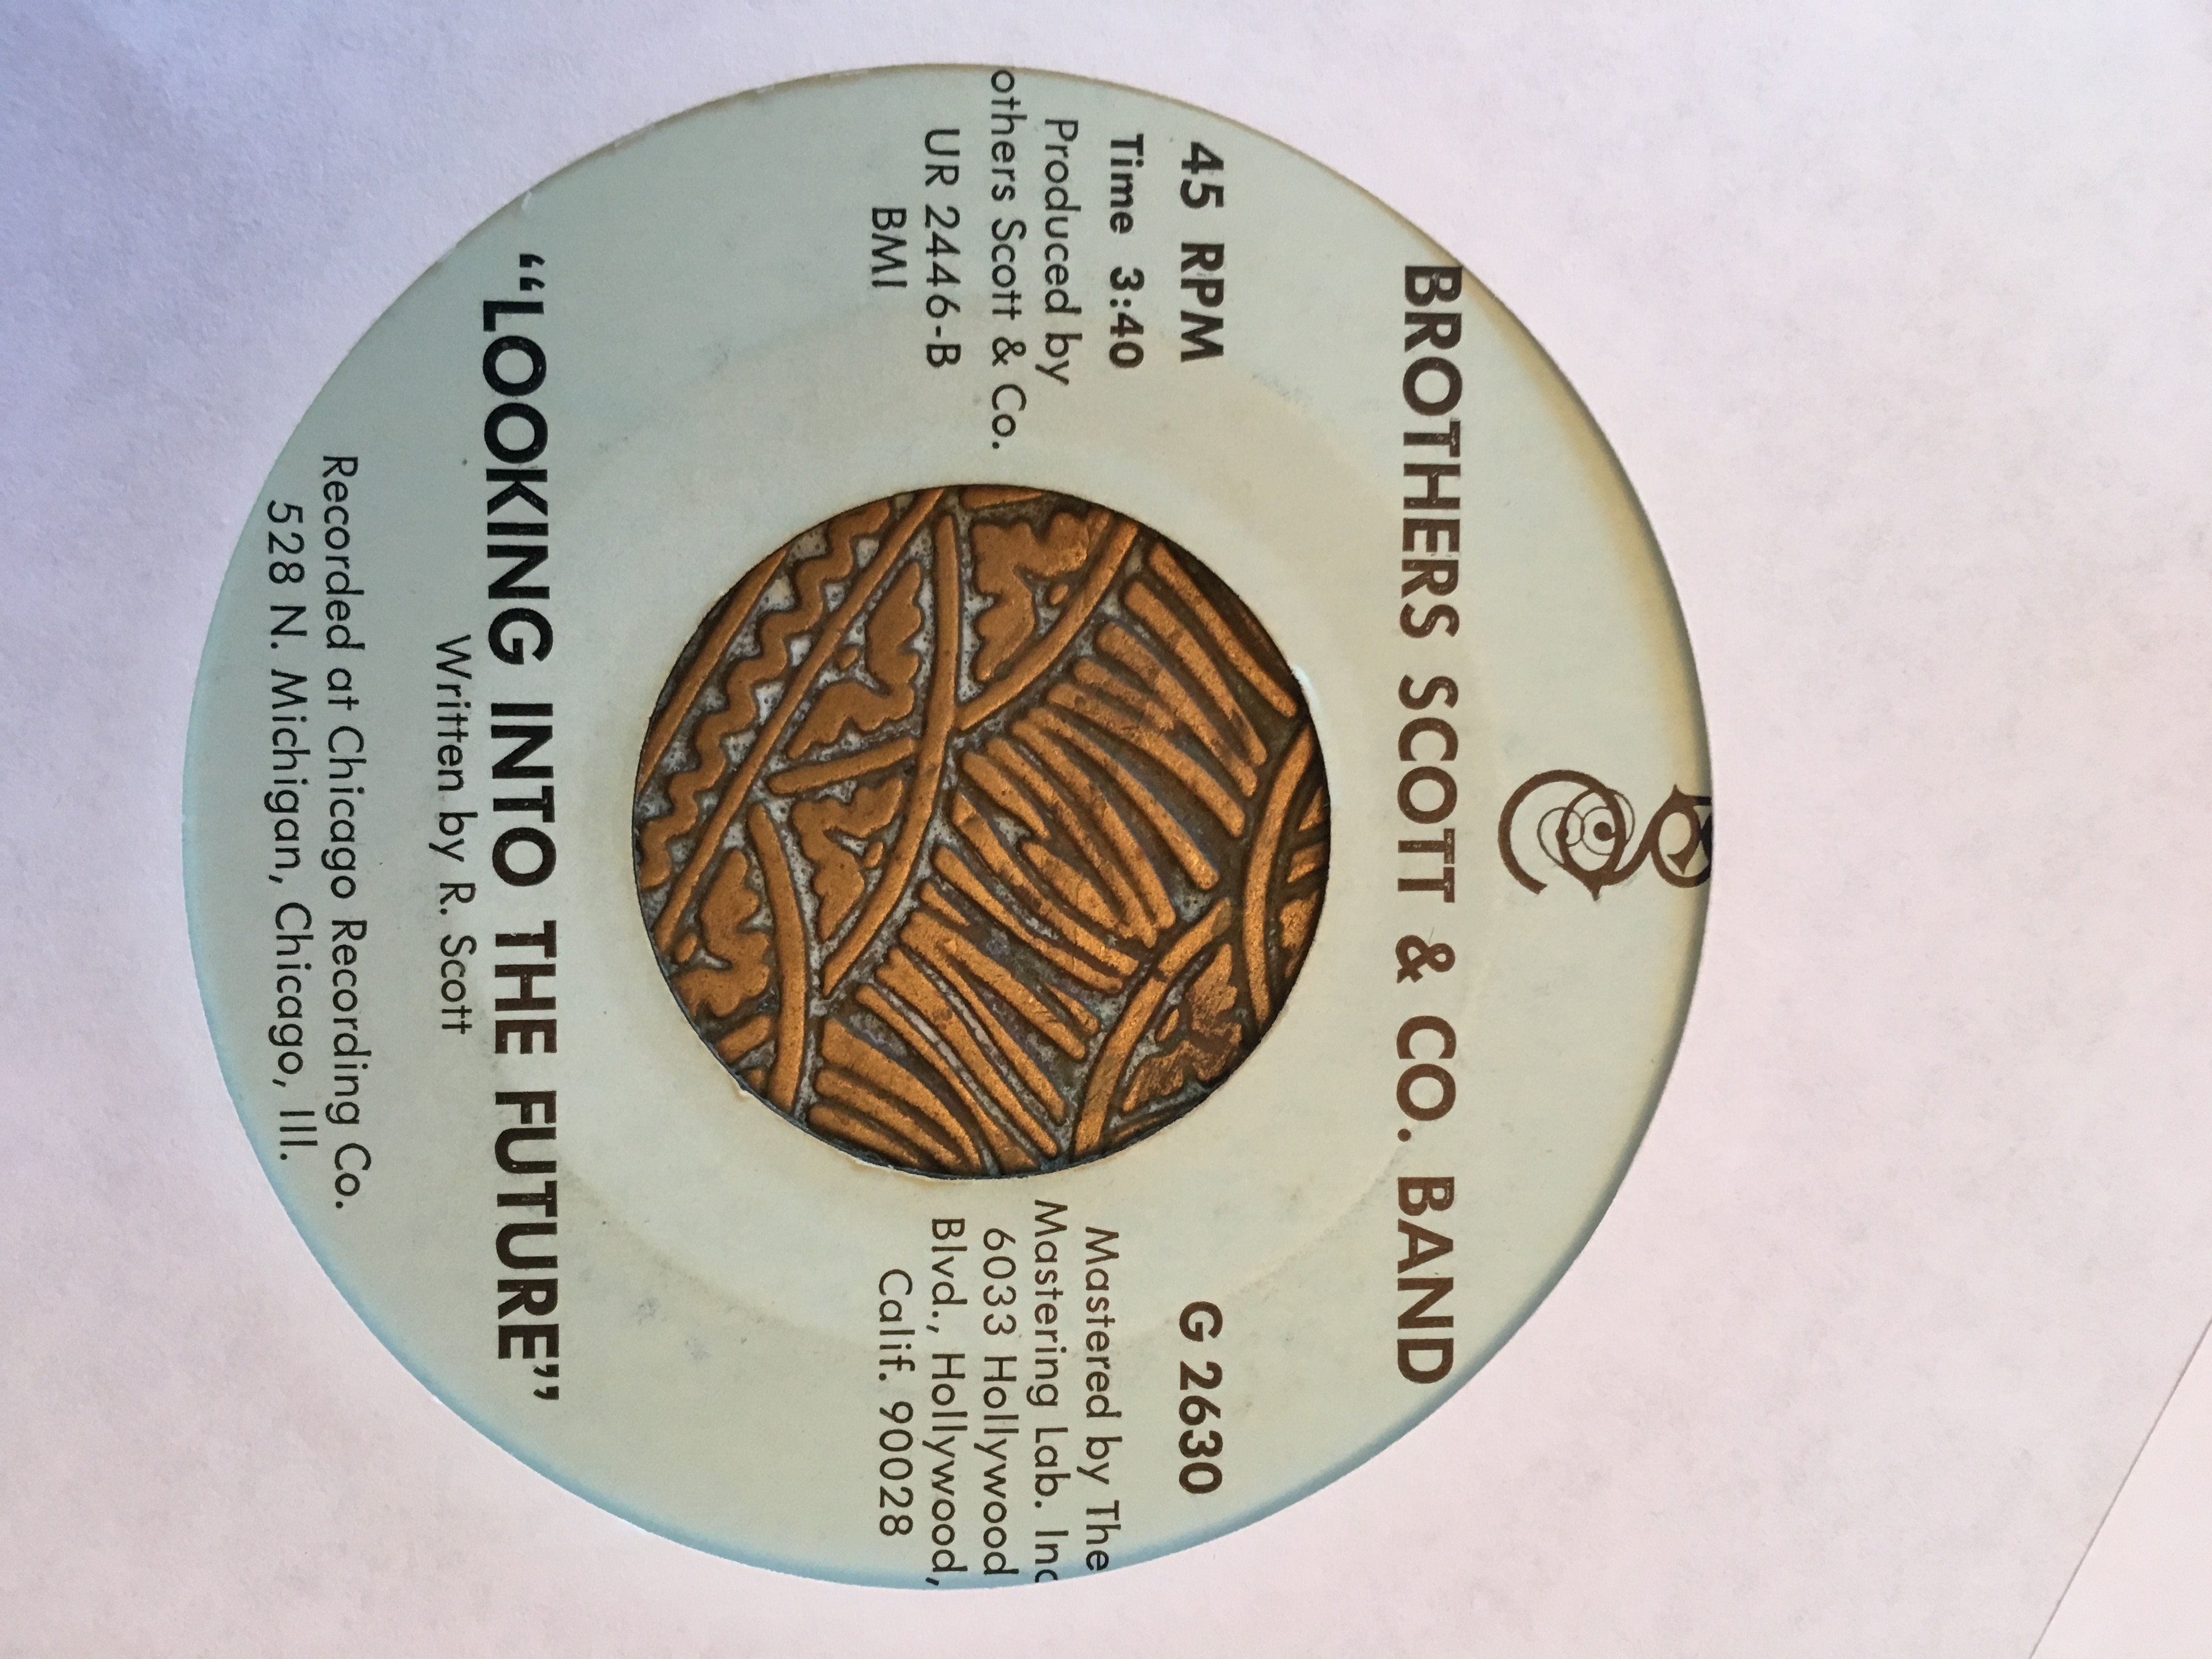 BROTHERS SCOTT & CO. BAND
45 RPM
Time 3:40
Produced by
others Scott & Co.
UR 2446-B
BMI
G 2630
Mastered by The
Mastering Lab. Inc
6033 Hollywood
Blvd., Hollywood,
Calif. 90028
“LOOKING INTO THE FUTURE”
Written by R. Scott
Recorded at Chicago Recording Co.
528 N. Michigan, Chicago, Ill.